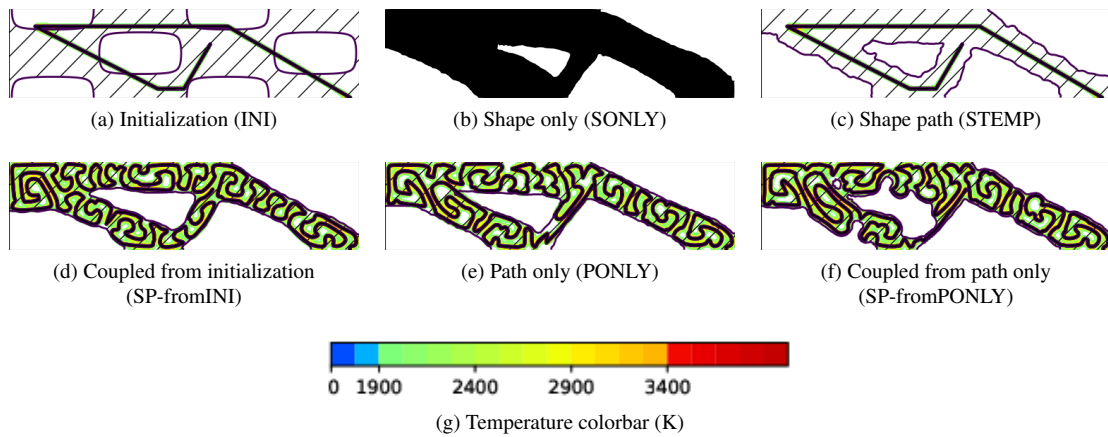 (a) Initialization (INI)
(b) Shape only (SONLY)
(c) Shape path (STEMP)
(d) Coupled from initialization
(SP-fromINI)
(e) Path only (PONLY)
(f) Coupled from path only
(SP-fromPONLY)
0 1900 2400 2900 3400
(g) Temperature colorbar (K)